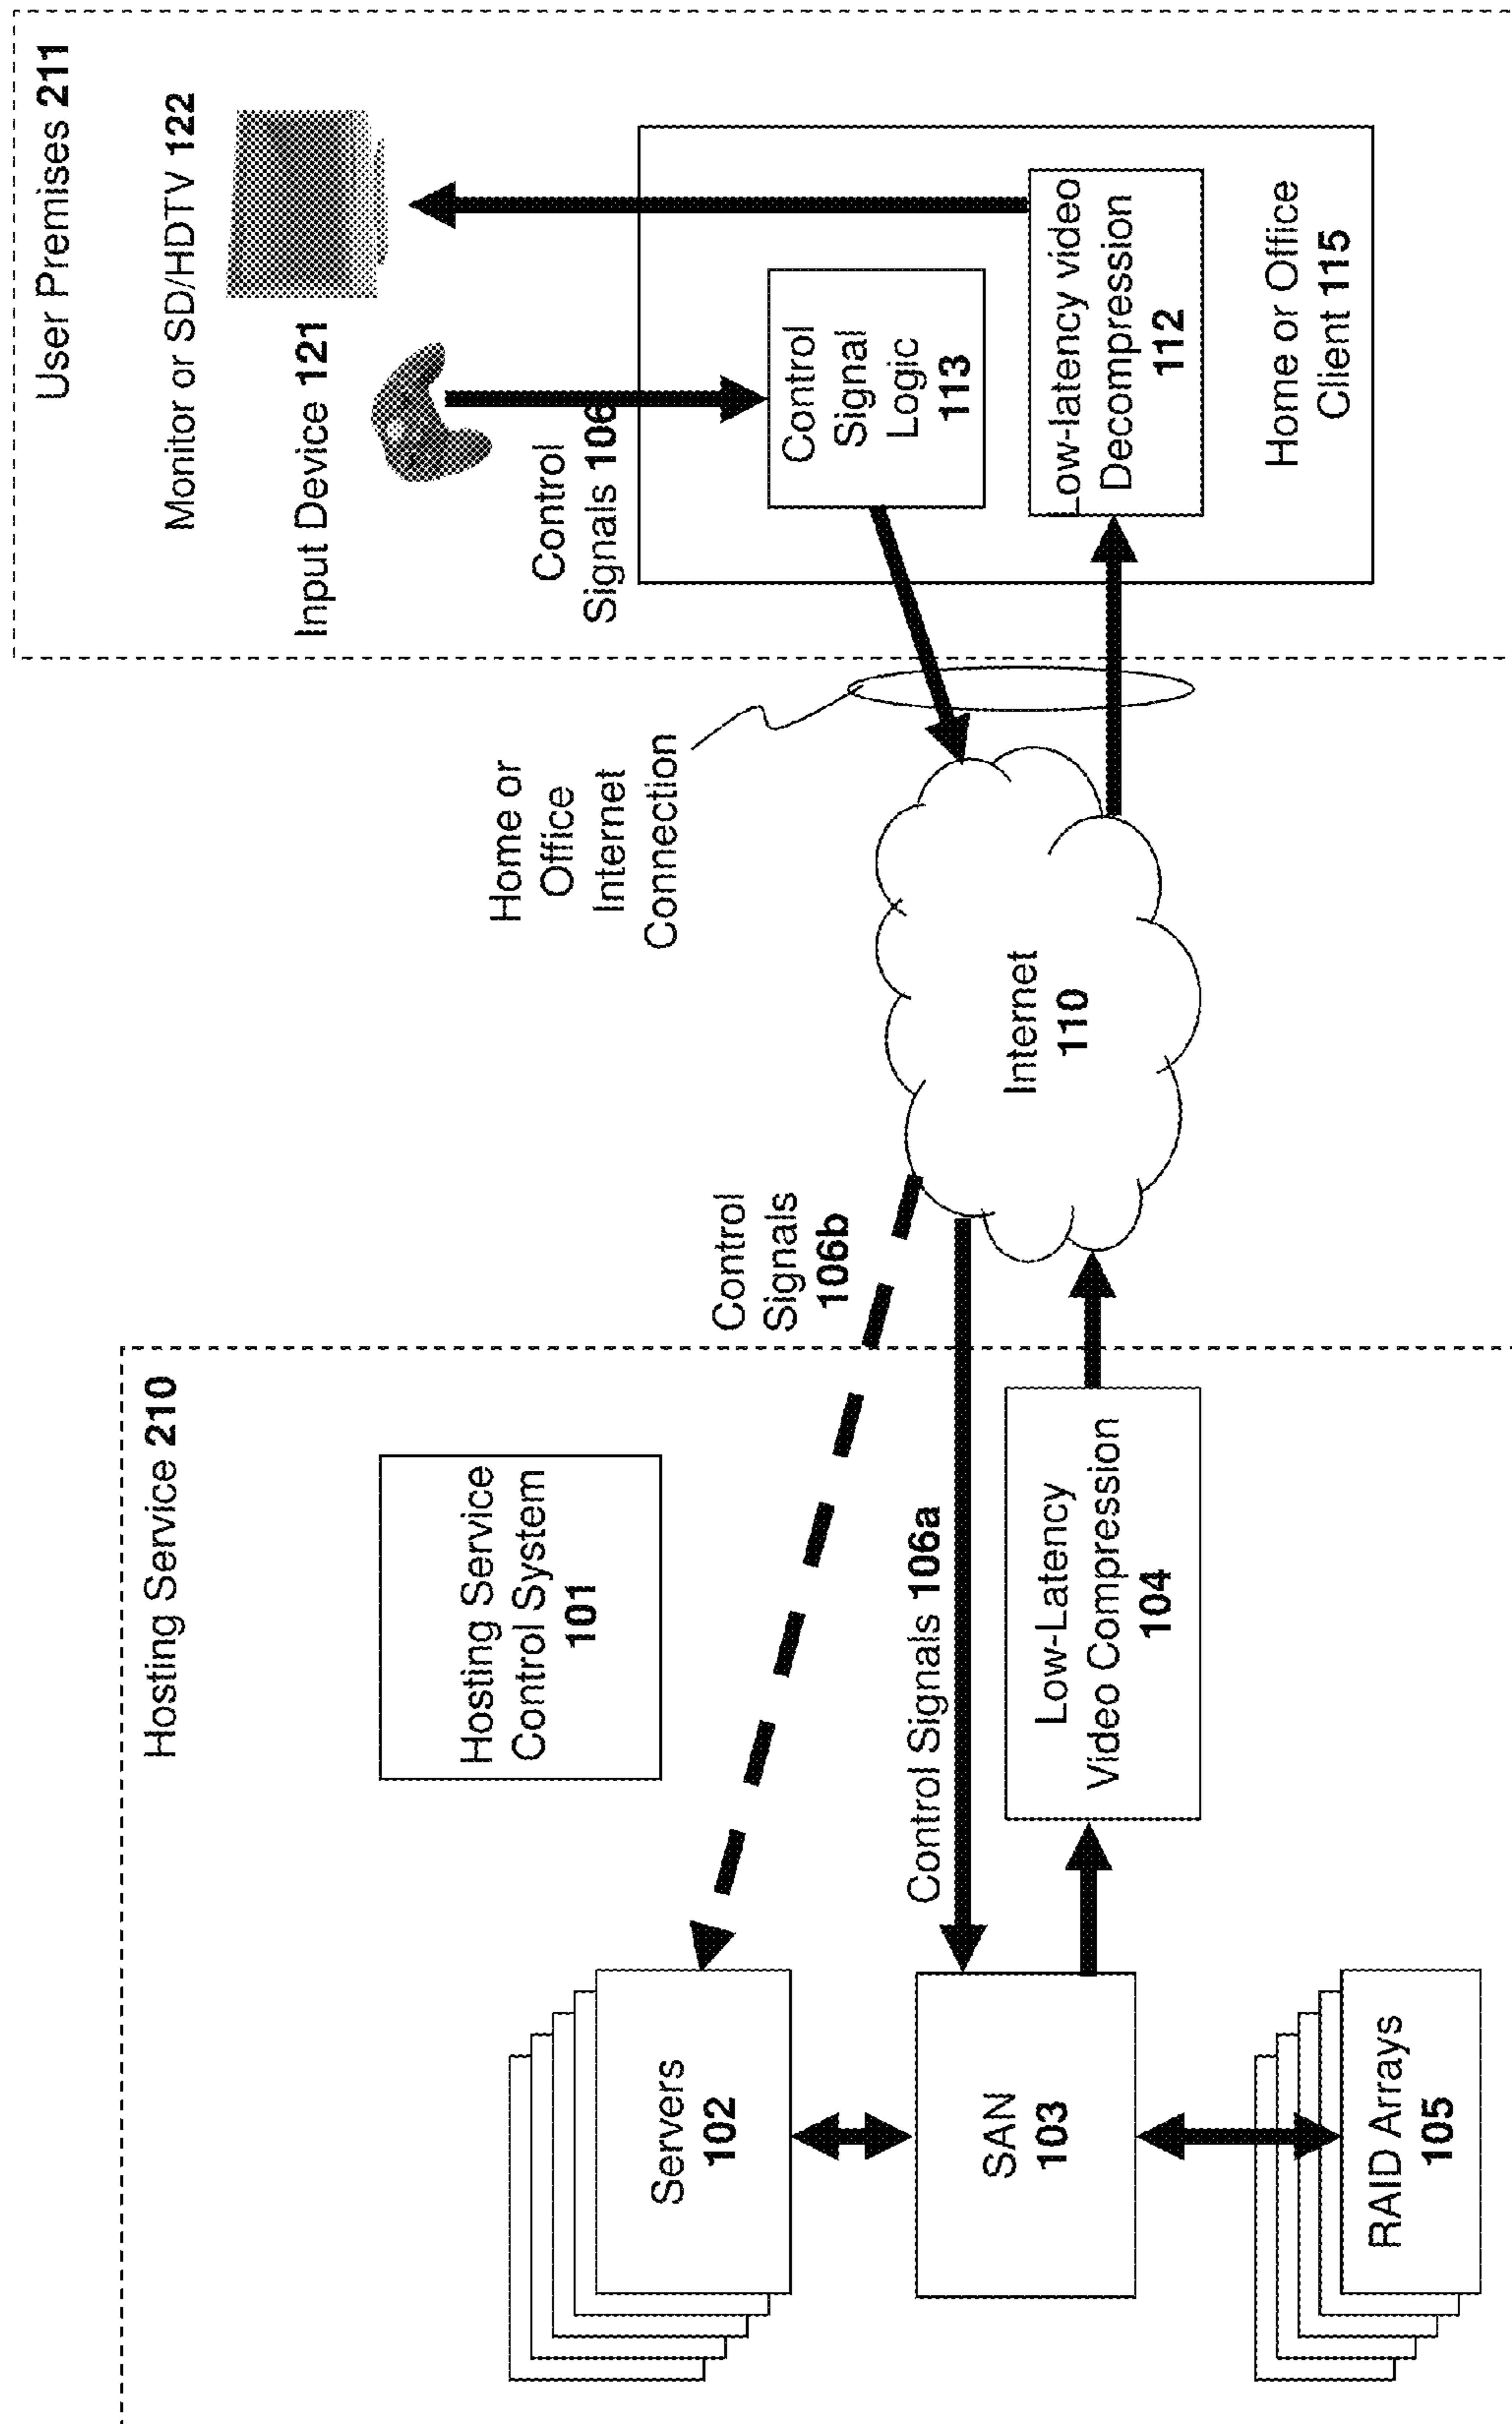 Hosting Service 210
Hosting Service
Control System
101
Servers
102
SAN
103
RAID Arrays
105
Control Signals 106a
Low-Latency
Video Compression
104
Control
Signals
106b
Internet
110
Home or
Office
Internet
Connection
User Premises 211
Monitor or SD/HDTV 122
Input Device 121
Control
Signals 106
Control
Signal
Logic
113
Low-latency video
Decompression
112
Home or Office
Client 115